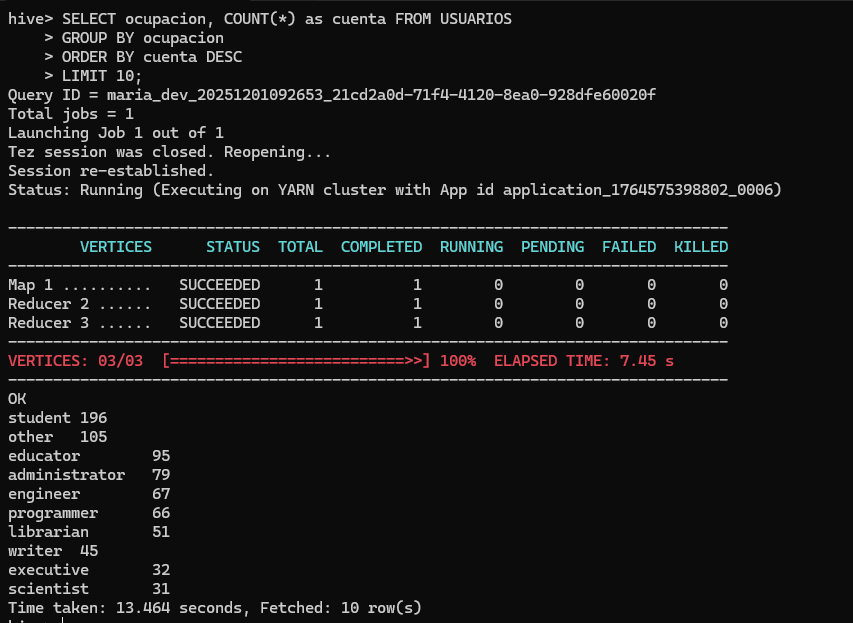 hive> SELECT ocupacion, COUNT(*) as cuenta FROM USUARIOS
    > GROUP BY ocupacion
    > ORDER BY cuenta DESC
    > LIMIT 10;
Query ID = maria_dev_20251201092653_21cd2a0d-71f4-4120-8ea0-928dfe60020f
Total jobs = 1
Launching Job 1 out of 1
Tez session was closed. Reopening...
Session re-established.
Status: Running (Executing on YARN cluster with App id application_1764575398802_0006)
--------------------------------------------------------------------------------
        VERTICES      STATUS  TOTAL  COMPLETED  RUNNING  PENDING  FAILED  KILLED
--------------------------------------------------------------------------------
Map 1 ..........   SUCCEEDED      1          1        0        0       0       0
Reducer 2 ......   SUCCEEDED      1          1        0        0       0       0
Reducer 3 ......   SUCCEEDED      1          1        0        0       0       0
--------------------------------------------------------------------------------
VERTICES: 03/03  [==========================>>] 100%  ELAPSED TIME: 7.45 s
--------------------------------------------------------------------------------
OK
student 196
other   105
educator        95
administrator   79
engineer        67
programmer      66
librarian       51
writer  45
executive       32
scientist       31
Time taken: 13.464 seconds, Fetched: 10 row(s)